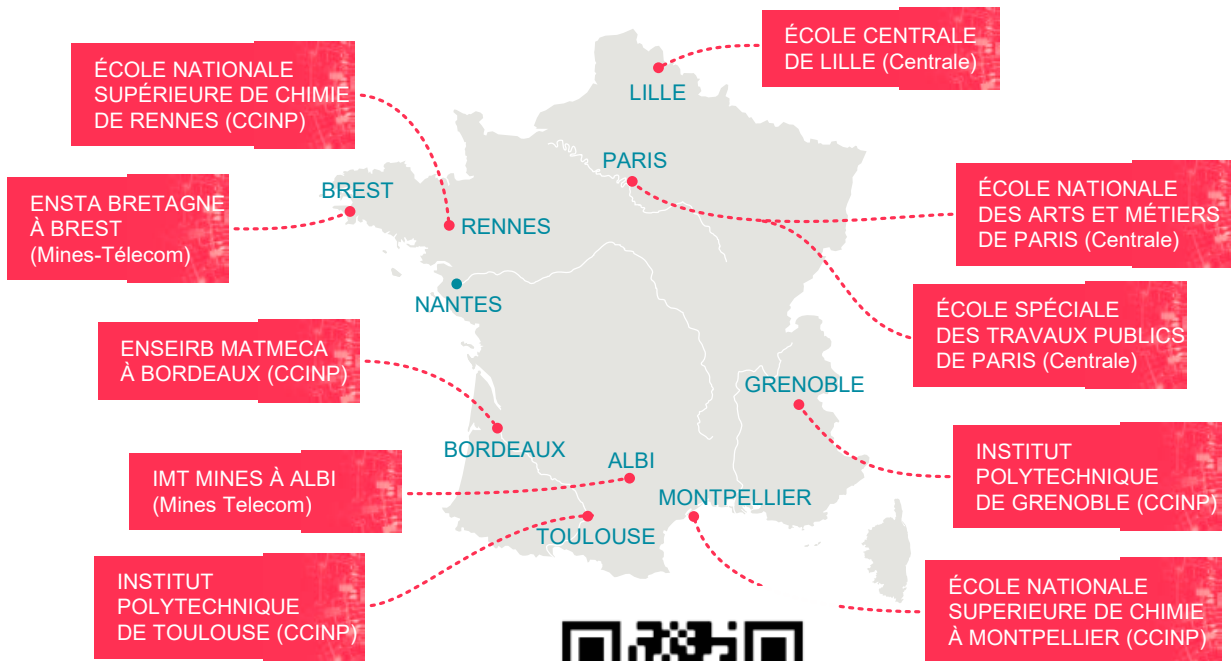 ÉCOLE CENTRALE
DE LILLE (Centrale)
ÉCOLE NATIONALE
SUPÉRIEURE DE CHIMIE
DE RENNES (CCINP)
LILLE
PARIS
ENSTA BRETAGNE
À BREST
(Mines-Télecom)
BREST
RENNES
ÉCOLE NATIONALE
DES ARTS ET MÉTIERS
DE PARIS (Centrale)
NANTES
ÉCOLE SPÉCIALE
DES TRAVAUX PUBLICS
DE PARIS (Centrale)
ENSEIRB MATMECA
À BORDEAUX (CCINP)
GRENOBLE
BORDEAUX
ALBI
IMT MINES À ALBI
(Mines Telecom)
MONTPELLIER
INSTITUT
POLYTECHNIQUE
DE GRENOBLE (CCINP)
TOULOUSE
INSTITUT
POLYTECHNIQUE
DE TOULOUSE (CCINP)
ÉCOLE NATIONALE
SUPERIEURE DE CHIMIE
À MONTPELLIER (CCINP)